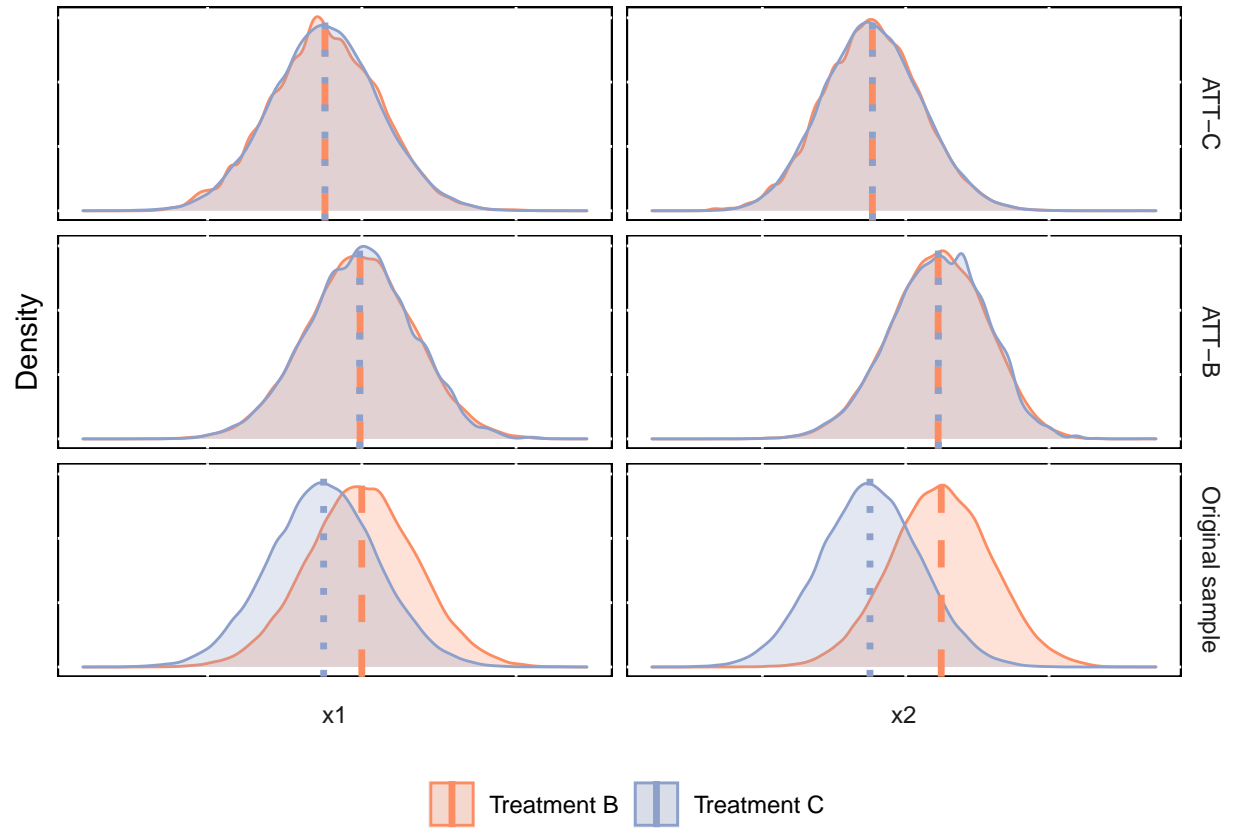 ATT−C
Density
ATT−B
Original sample
x1
x2
Treatment B
Treatment C